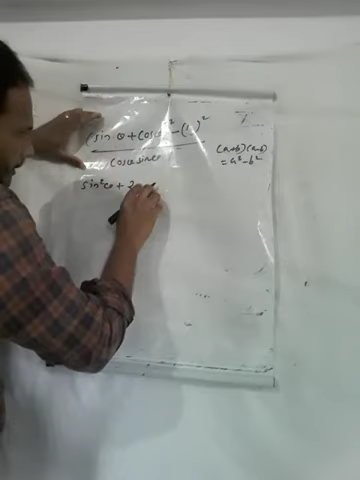 (sin θ + cos θ)² - (1)²
cos θ sin θ
(a+b)(a-b)
= a² - b²
sin²θ + 2